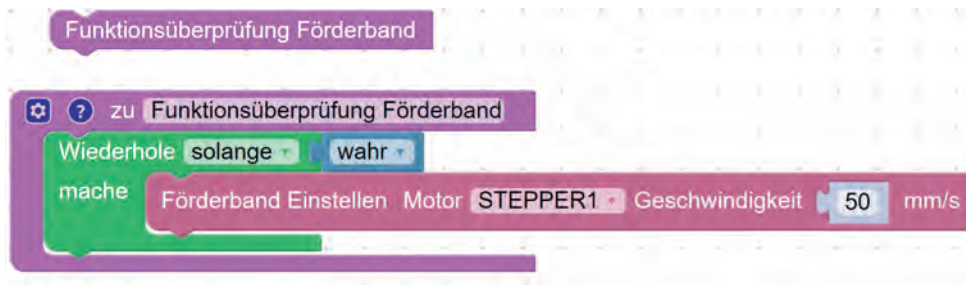 Funktionsüberprüfung Förderband
? zu Funktionsüberprüfung Förderband
Wiederhole solange wahr
mache Förderband Einstellen Motor STEPPER1 Geschwindigkeit 50 mm/s